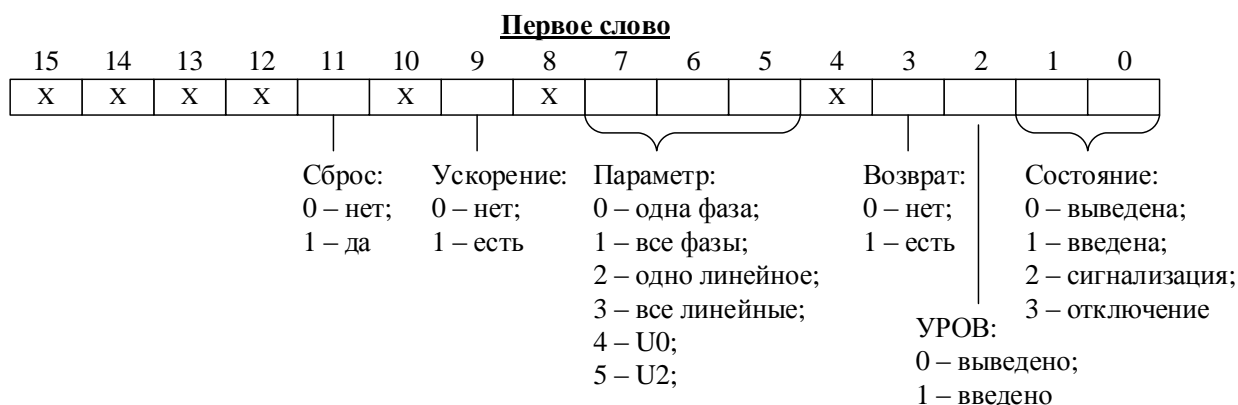 Первое слово
15 14 13 12 11 10 9 8 7 6 5 4 3 2 1 0
X X X X X X X
Сброс: Ускорение: Параметр: Возврат: Состояние:
0 – нет; 0 – нет; 0 – одна фаза; 0 – нет; 0 – выведена;
1 – да 1 – есть 1 – все фазы; 1 – есть 1 – введена;
2 – одно линейное; 2 – сигнализация;
3 – все линейные; 3 – отключение
4 – U0;
5 – U2;
УРОВ:
0 – выведено;
1 – введено